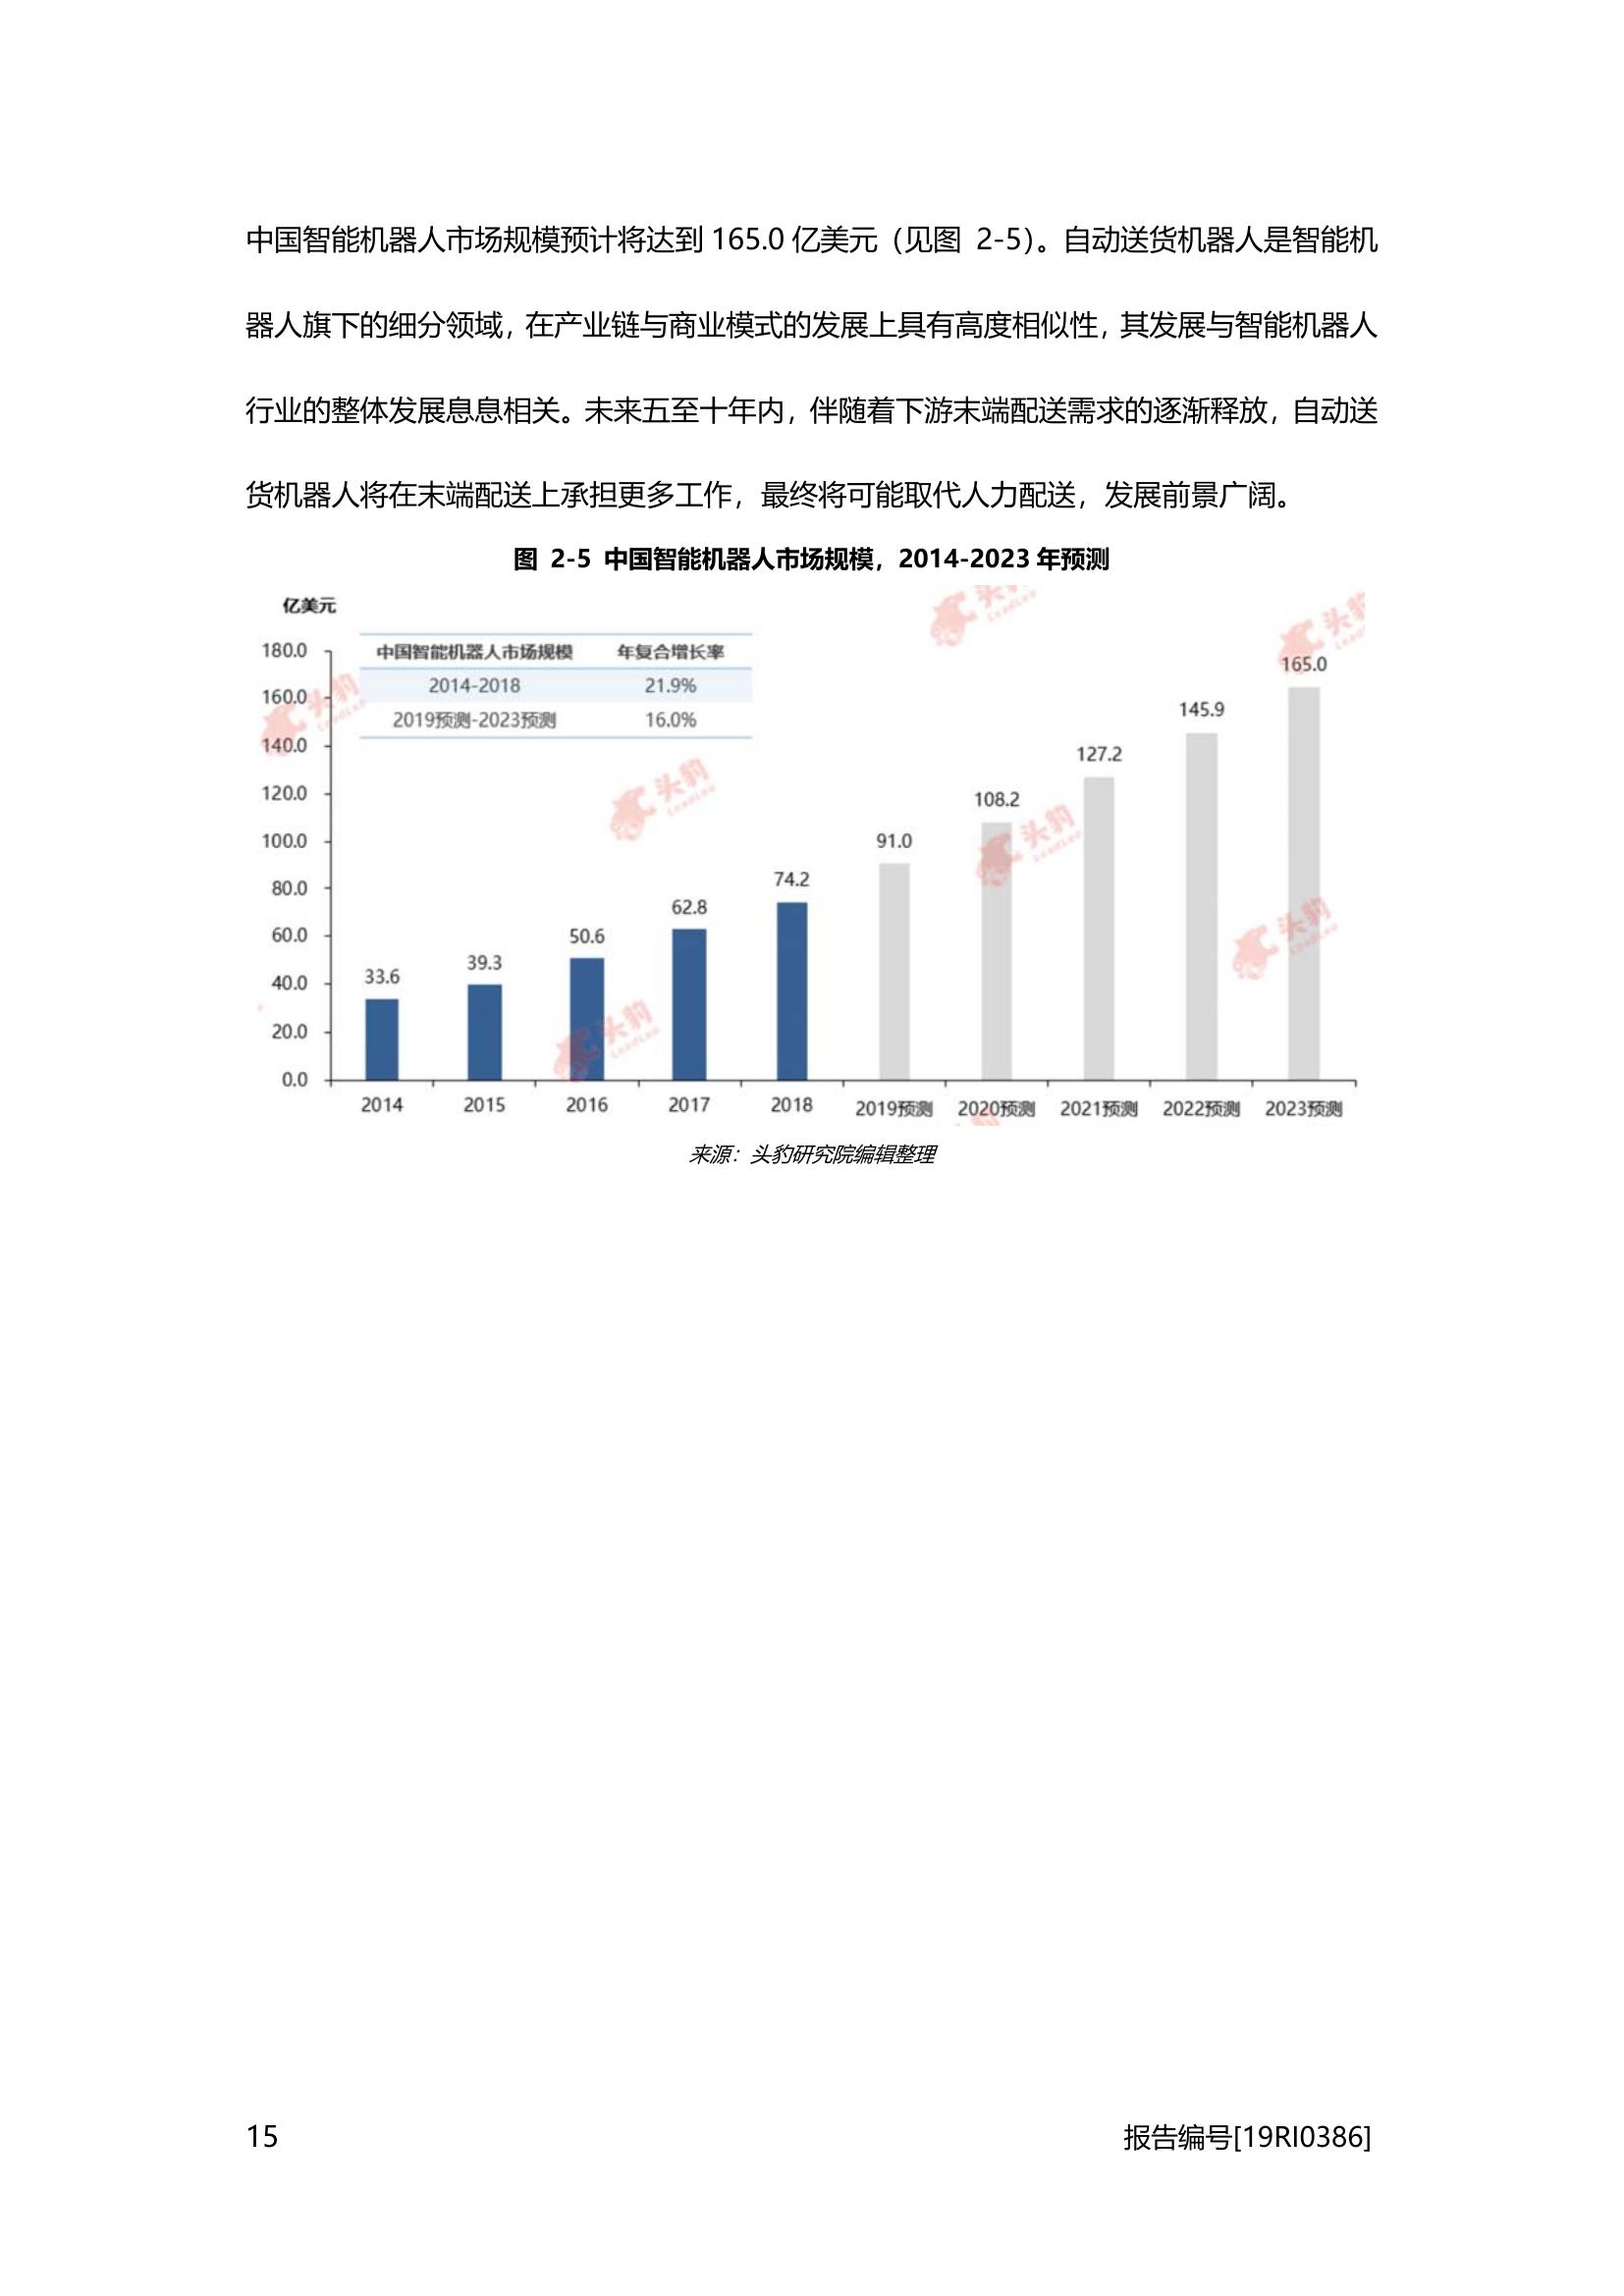 中国智能机器人市场规模预计将达到 165.0 亿美元（见图 2-5）。自动送货机器人是智能机
器人旗下的细分领域，在产业链与商业模式的发展上具有高度相似性，其发展与智能机器人
行业的整体发展息息相关。未来五至十年内，伴随着下游末端配送需求的逐渐释放，自动送
货机器人将在末端配送上承担更多工作，最终将可能取代人力配送，发展前景广阔。
图 2-5 中国智能机器人市场规模，2014-2023 年预测
亿美元
中国智能机器人市场规模 年复合增长率
2014-2018 21.9%
2019预测-2023预测 16.0%
180.0
160.0
140.0
120.0
100.0
80.0
60.0
40.0
20.0
0.0
33.6
39.3
50.6
62.8
74.2
91.0
108.2
127.2
145.9
165.0
2014 2015 2016 2017 2018 2019预测 2020预测 2021预测 2022预测 2023预测
头豹
LeadLeo
头豹
LeadLeo
头豹
LeadLeo
头豹
LeadLeo
头豹
LeadLeo
来源：头豹研究院编辑整理
15 报告编号[19RI0386]